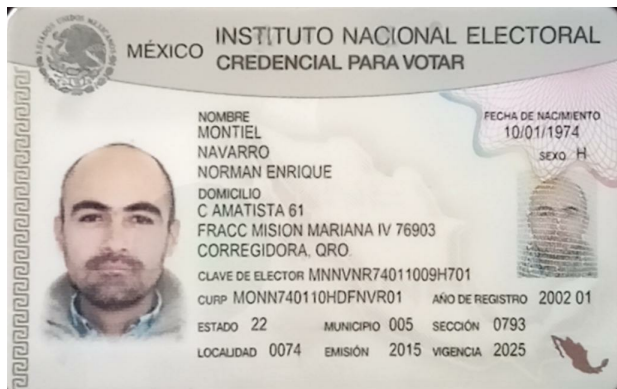 MÉXICO INSTITUTO NACIONAL ELECTORAL
CREDENCIAL PARA VOTAR
NOMBRE
MONTIEL
NAVARRO
NORMAN ENRIQUE
FECHA DE NACIMIENTO
10/01/1974
SEXO H
DOMICILIO
C AMATISTA 61
FRACC MISION MARIANA IV 76903
CORREGIDORA, QRO.
CLAVE DE ELECTOR MNNVNR74011009H701
CURP MONN740110HDFNVR01 AÑO DE REGISTRO 2002 01
ESTADO 22 MUNICIPIO 005 SECCIÓN 0793
LOCALIDAD 0074 EMISIÓN 2015 VIGENCIA 2025